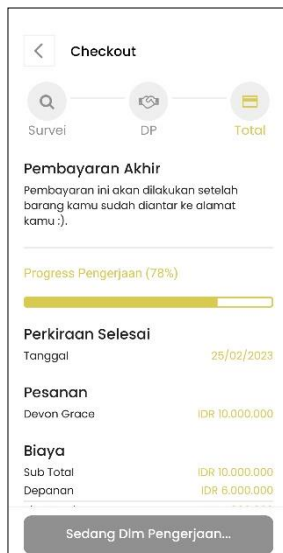 Checkout
Survei
DP
Total
Pembayaran Akhir
Pembayaran ini akan dilakukan setelah
barang kamu sudah diantar ke alamat
kamu :).
Progress Pengerjaan (78%)
Perkiraan Selesai
Tanggal 25/02/2023
Pesanan
Devon Grace IDR 10.000.000
Biaya
Sub Total IDR 10.000.000
Depanan IDR 6.000.000
Sedang Dlm Pengerjaan...